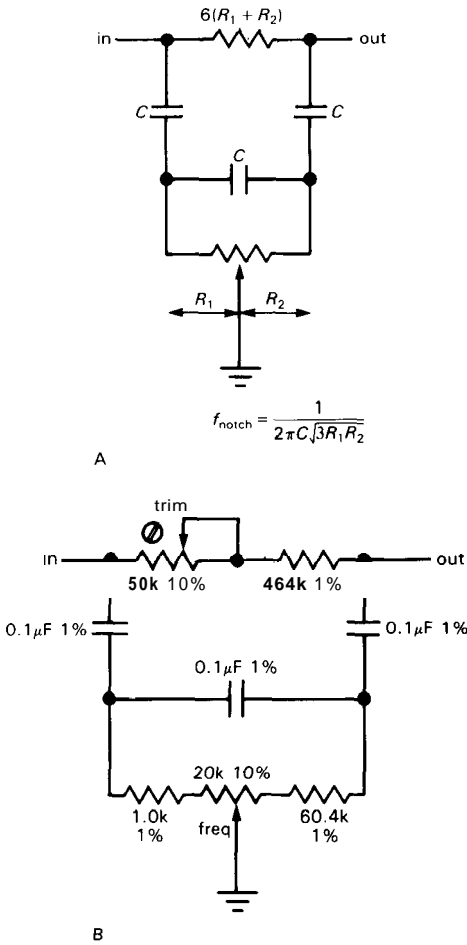 6(R₁ + R₂)
in
out
C
C
C
R₁
R₂
f_notch = 1 / 2πC√3R₁R₂
A
trim
in
out
50k 10%
464k 1%
0.1μF 1%
0.1μF 1%
0.1μF 1%
20k 10%
1.0k
1%
freq
60.4k
1%
B